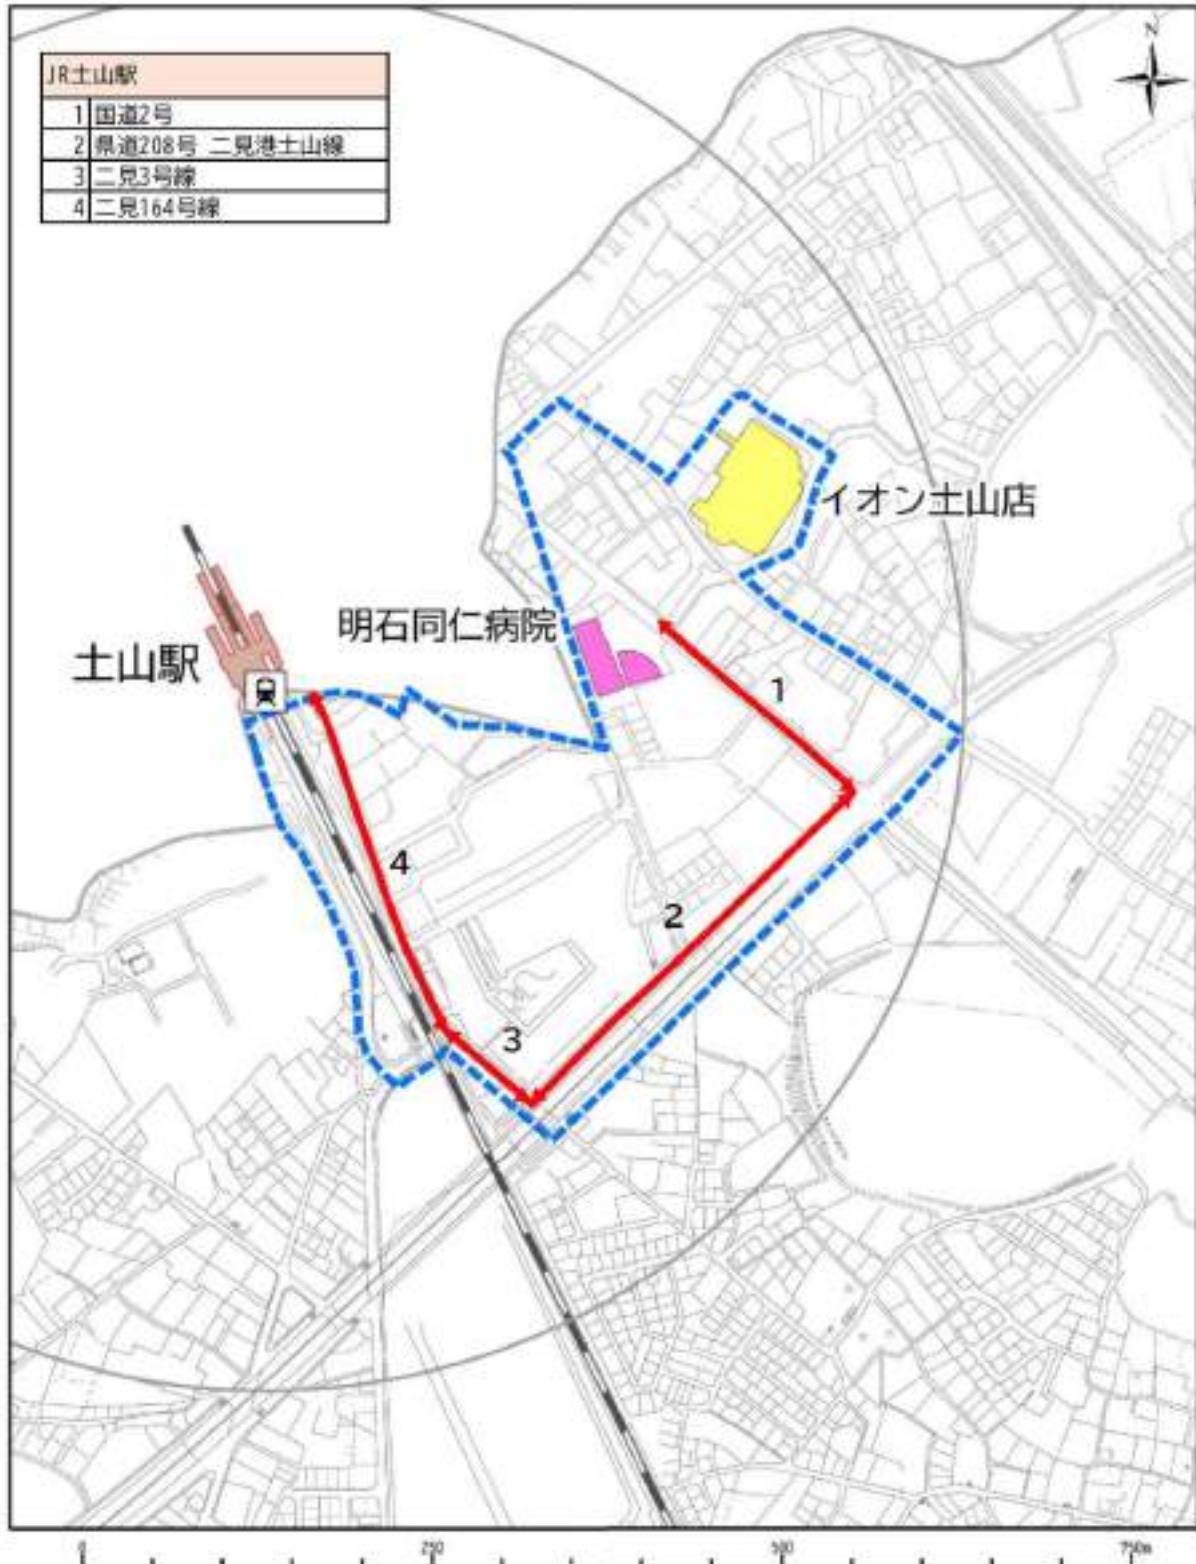 JR土山駅
1 国道2号
2 県道208号 二見港土山線
3 二見3号線
4 二見164号線
N
イオン土山店
明石同仁病院
土山駅
1
4
2
3
0 250 500 750m